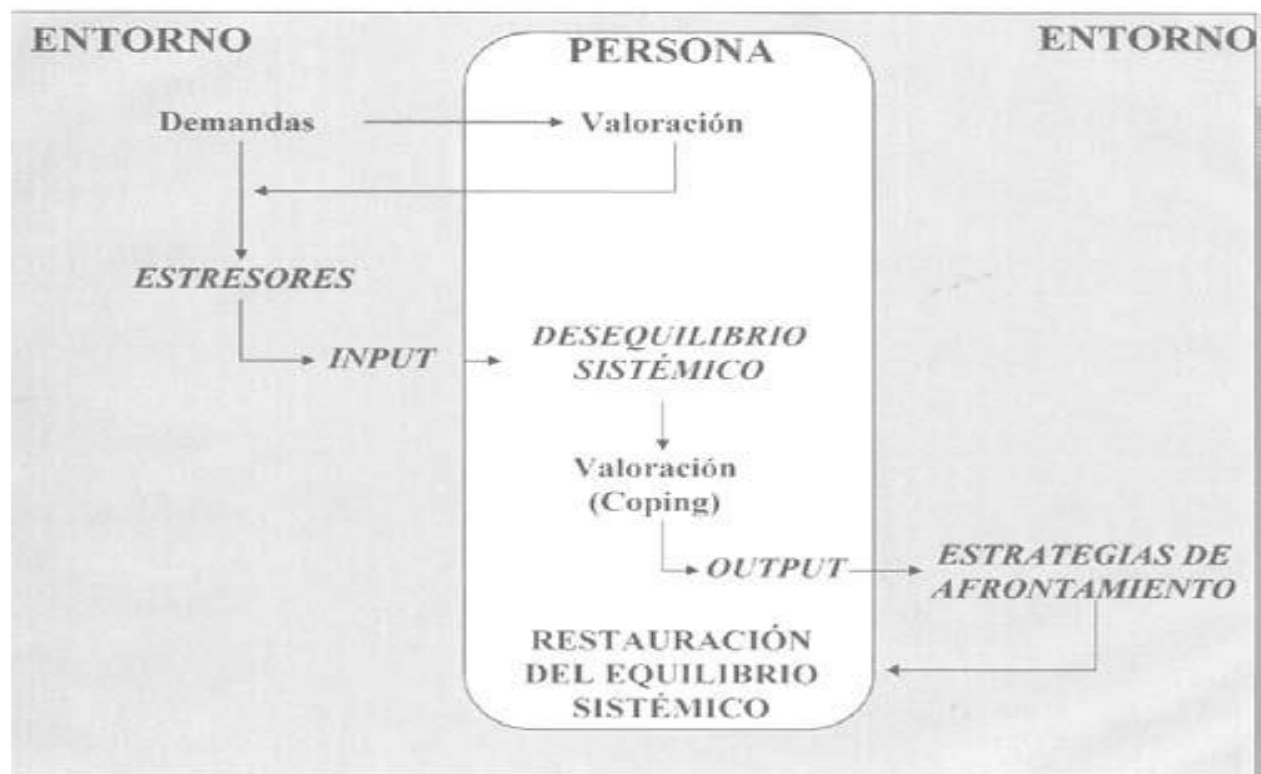 ENTORNO
PERSONA
ENTORNO
Demandas
Valoración
ESTRESORES
INPUT
DESEQUILIBRIO
SISTÉMICO
Valoración
(Coping)
OUTPUT
ESTRATEGIAS DE
AFRONTAMIENTO
RESTAURACIÓN
DEL EQUILIBRIO
SISTÉMICO